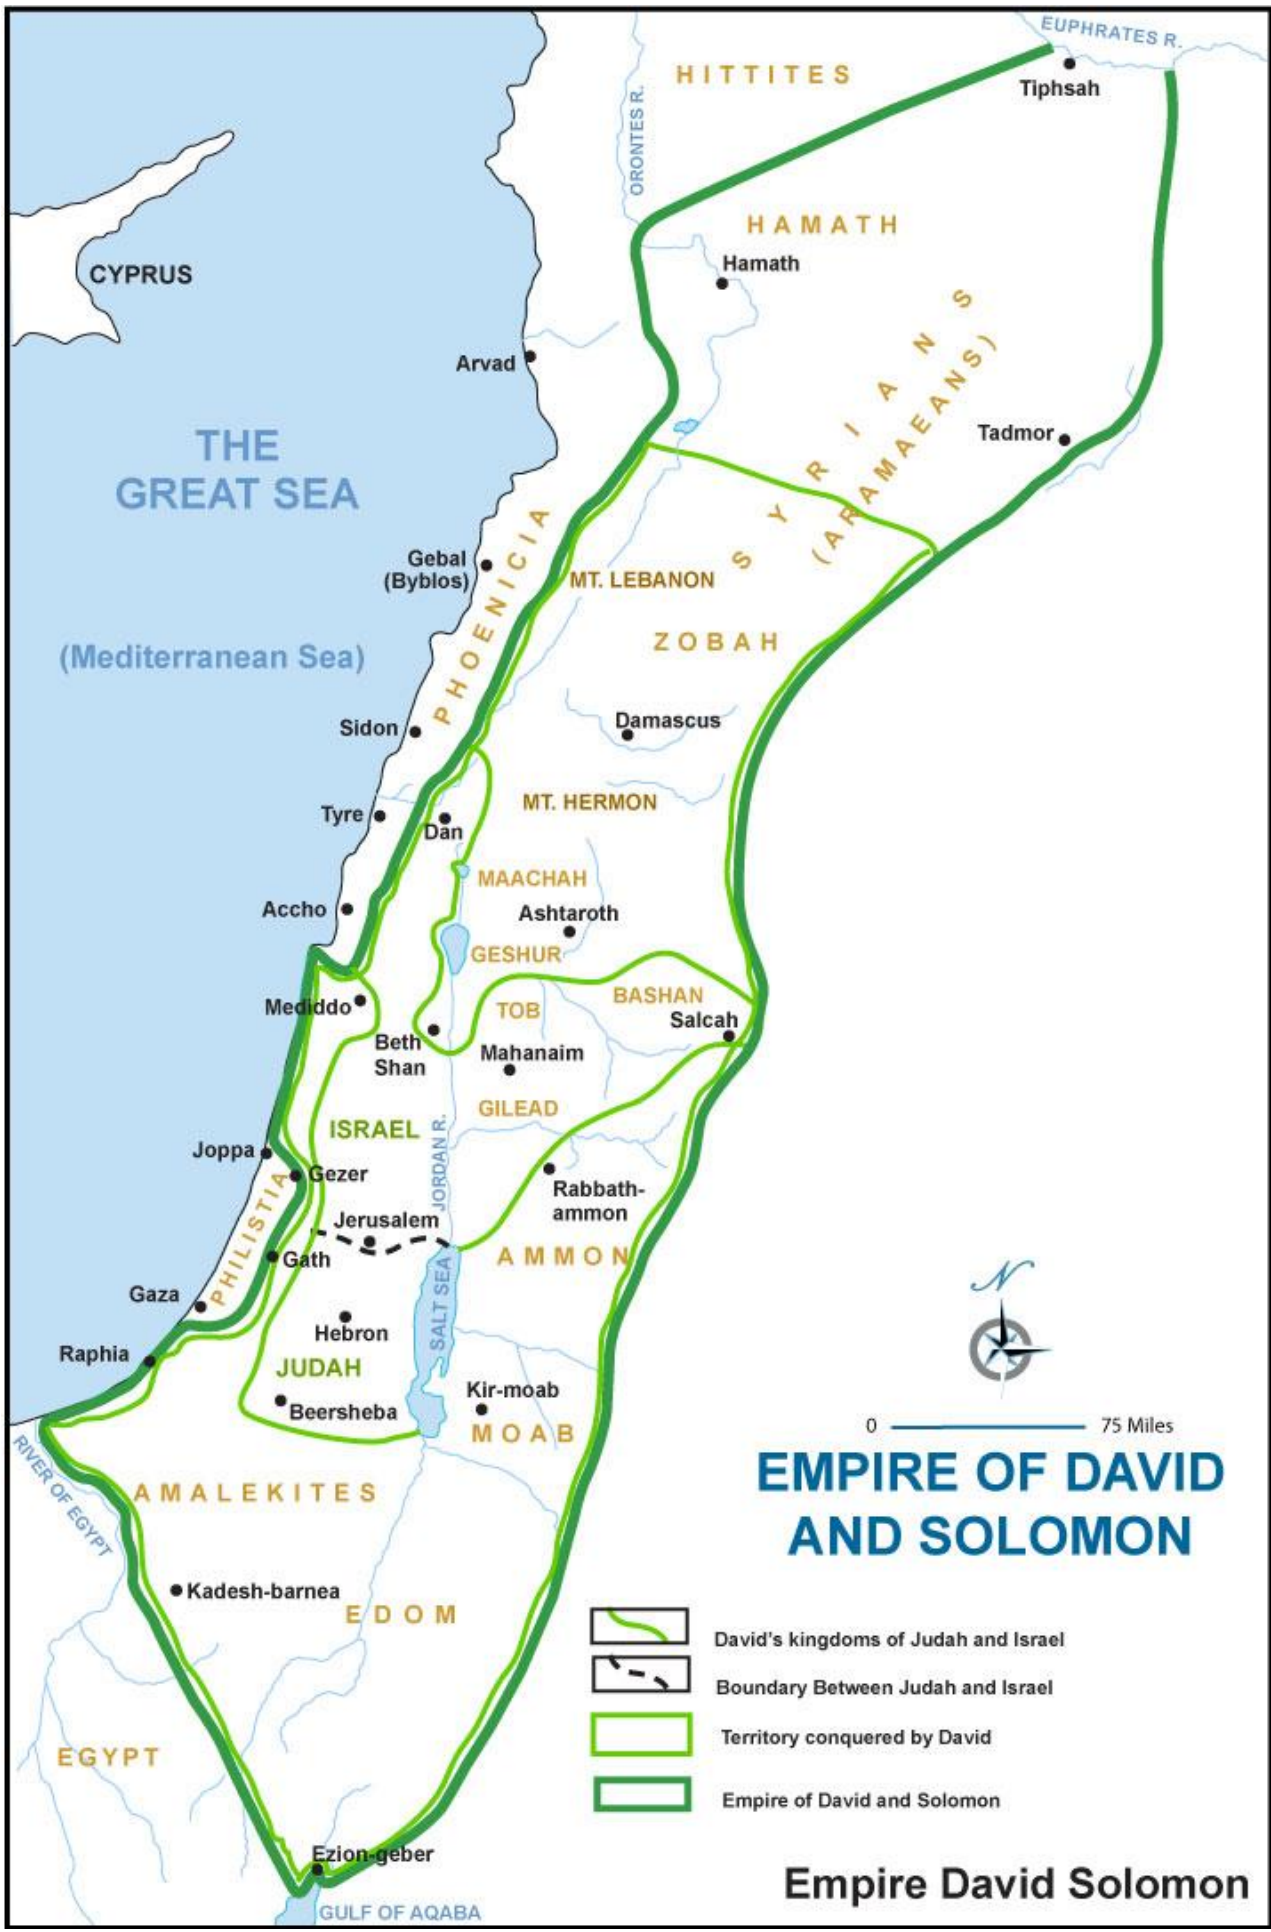 EUPHRATES R.
HITTITES
Tiphsah
ORONTES R.
HAMATH
Hamath
CYPRUS
SYRIANS
(ARAMAEANS)
Arvad
Tadmor
THE
GREAT SEA
PHOENICIA
Gebal
(Byblos)
MT. LEBANON
ZOBAH
(Mediterranean Sea)
Sidon
Damascus
MT. HERMON
Tyre
Dan
MAACHAH
Accho
Ashtaroth
GESHUR
BASHAN
Mediddo
TOB
Salcah
Beth
Shan
Mahanaim
GILEAD
ISRAEL
JORDAN R.
Joppa
Gezer
Rabbath-
ammon
PHILISTIA
Jerusalem
AMMON
Gath
SALT SEA
Gaza
N
Hebron
Raphia
JUDAH
Kir-moab
Beersheba
MOAB
0
75 Miles
RIVER OF EGYPT
EMPIRE OF DAVID
AND SOLOMON
AMALEKITES
Kadesh-barnea
EDOM
David's kingdoms of Judah and Israel
Boundary Between Judah and Israel
Territory conquered by David
EGYPT
Empire of David and Solomon
Ezion-geber
Empire David Solomon
GULF OF AQABA